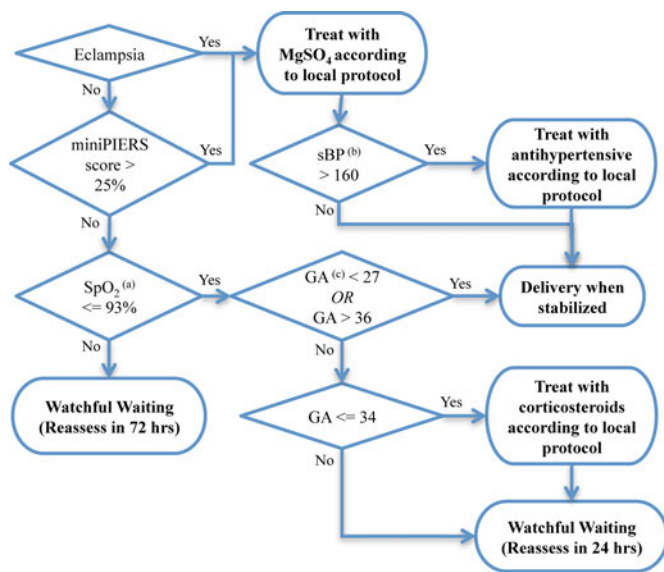 Eclampsia
Yes
Treat with
MgSO₄ according
to local protocol
No
miniPIERS
score >
25%
Yes
sBP ⁽ᵇ⁾
> 160
Yes
Treat with
antihypertensive
according to local
protocol
No
No
SpO₂ ⁽ᵃ⁾
<= 93%
Yes
GA ⁽ᶜ⁾ < 27
OR
GA > 36
Yes
Delivery when
stabilized
No
No
Watchful Waiting
(Reassess in 72 hrs)
GA <= 34
Yes
Treat with
corticosteroids
according to local
protocol
No
Watchful Waiting
(Reassess in 24 hrs)